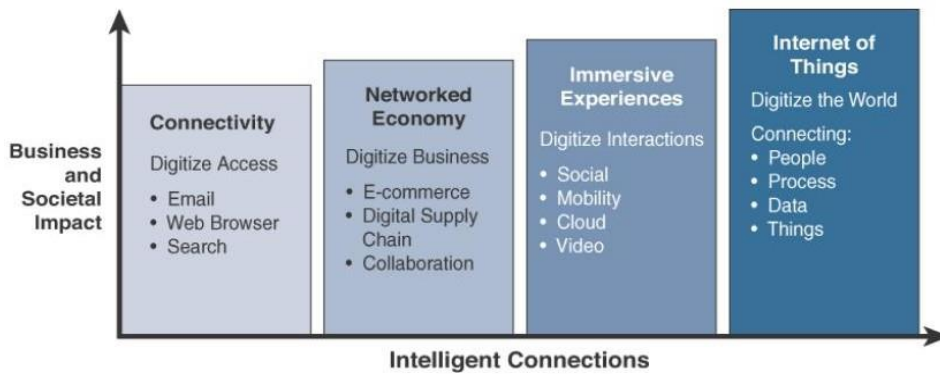 Business
and
Societal
Impact
Connectivity
Digitize Access
• Email
• Web Browser
• Search
Networked
Economy
Digitize Business
• E-commerce
• Digital Supply
Chain
• Collaboration
Immersive
Experiences
Digitize Interactions
• Social
• Mobility
• Cloud
• Video
Internet of
Things
Digitize the World
Connecting:
• People
• Process
• Data
• Things
Intelligent Connections